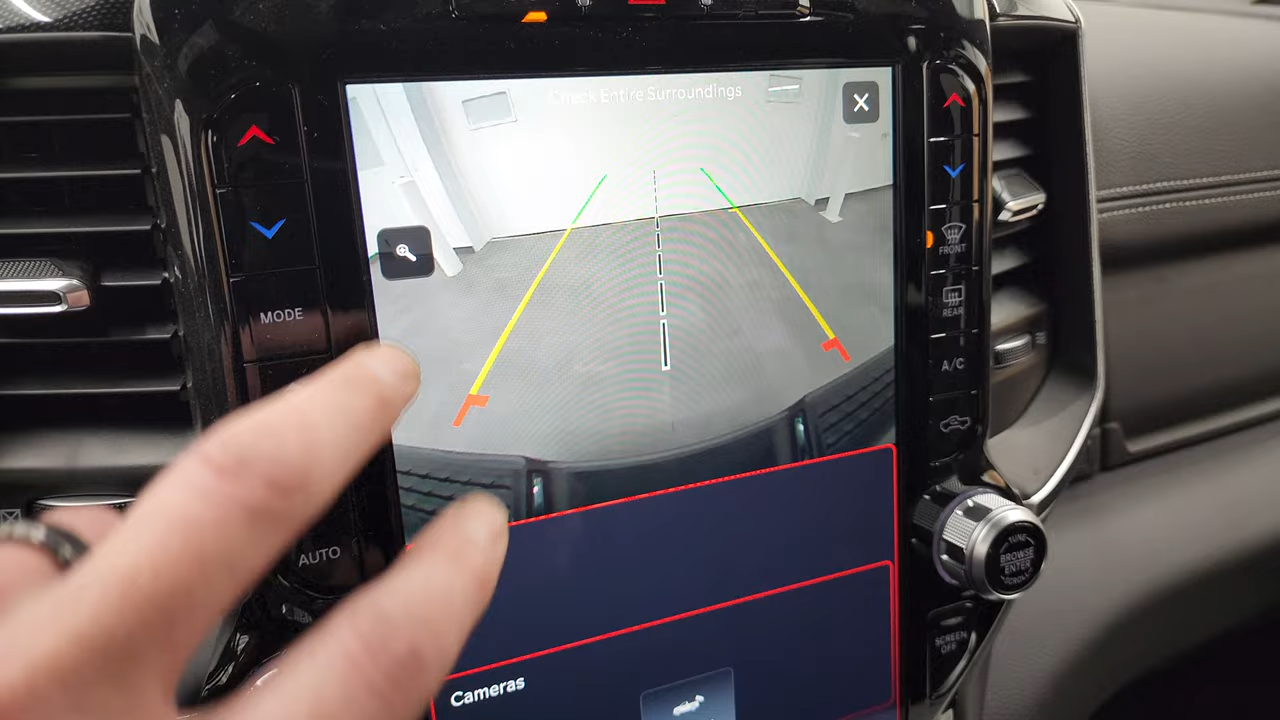 Check Entire Surroundings
MODE
FRONT
REAR
A/C
AUTO
TUNE
BROWSE
ENTER
SCROLL
SCREEN
OFF
Cameras